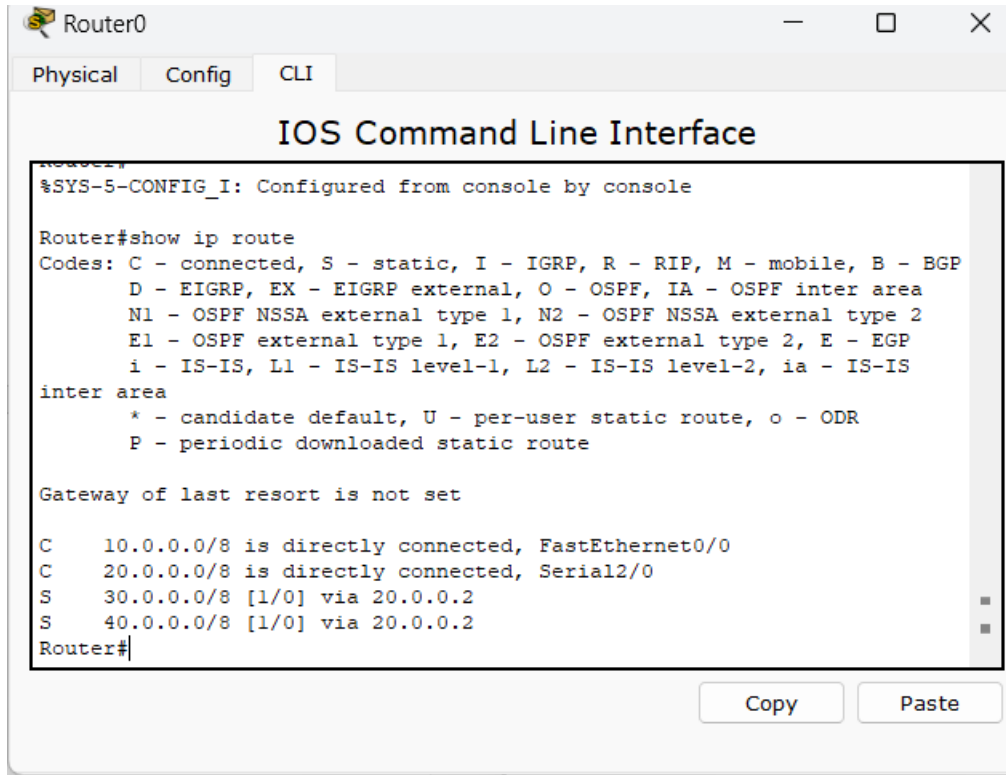 Router0
Physical Config CLI
IOS Command Line Interface
Router#
%SYS-5-CONFIG_I: Configured from console by console
Router#show ip route
Codes: C - connected, S - static, I - IGRP, R - RIP, M - mobile, B - BGP
D - EIGRP, EX - EIGRP external, O - OSPF, IA - OSPF inter area
N1 - OSPF NSSA external type 1, N2 - OSPF NSSA external type 2
E1 - OSPF external type 1, E2 - OSPF external type 2, E - EGP
i - IS-IS, L1 - IS-IS level-1, L2 - IS-IS level-2, ia - IS-IS
inter area
* - candidate default, U - per-user static route, o - ODR
P - periodic downloaded static route
Gateway of last resort is not set
C 10.0.0.0/8 is directly connected, FastEthernet0/0
C 20.0.0.0/8 is directly connected, Serial2/0
S 30.0.0.0/8 [1/0] via 20.0.0.2
S 40.0.0.0/8 [1/0] via 20.0.0.2
Router#
Copy Paste